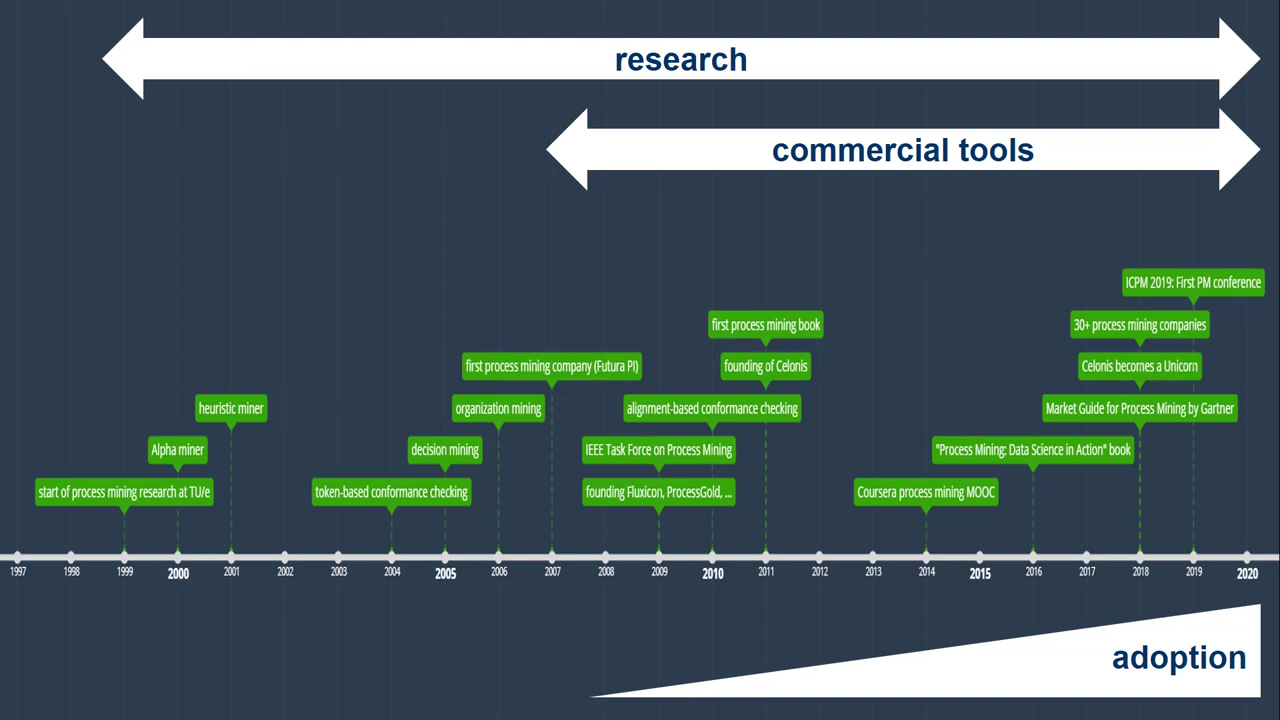 research
commercial tools
ICPM 2019: First PM conference
first process mining book
30+ process mining companies
first process mining company (Futura PI)
founding of Celonis
Celonis becomes a Unicorn
heuristic miner
organization mining
alignment-based conformance checking
Market Guide for Process Mining by Gartner
Alpha miner
decision mining
IEEE Task Force on Process Mining
"Process Mining: Data Science in Action" book
start of process mining research at TU/e
token-based conformance checking
founding Fluxicon, ProcessGold, ...
Coursera process mining MOOC
1997 1998 1999 2000 2001 2002 2003 2004 2005 2006 2007 2008 2009 2010 2011 2012 2013 2014 2015 2016 2017 2018 2019 2020
adoption